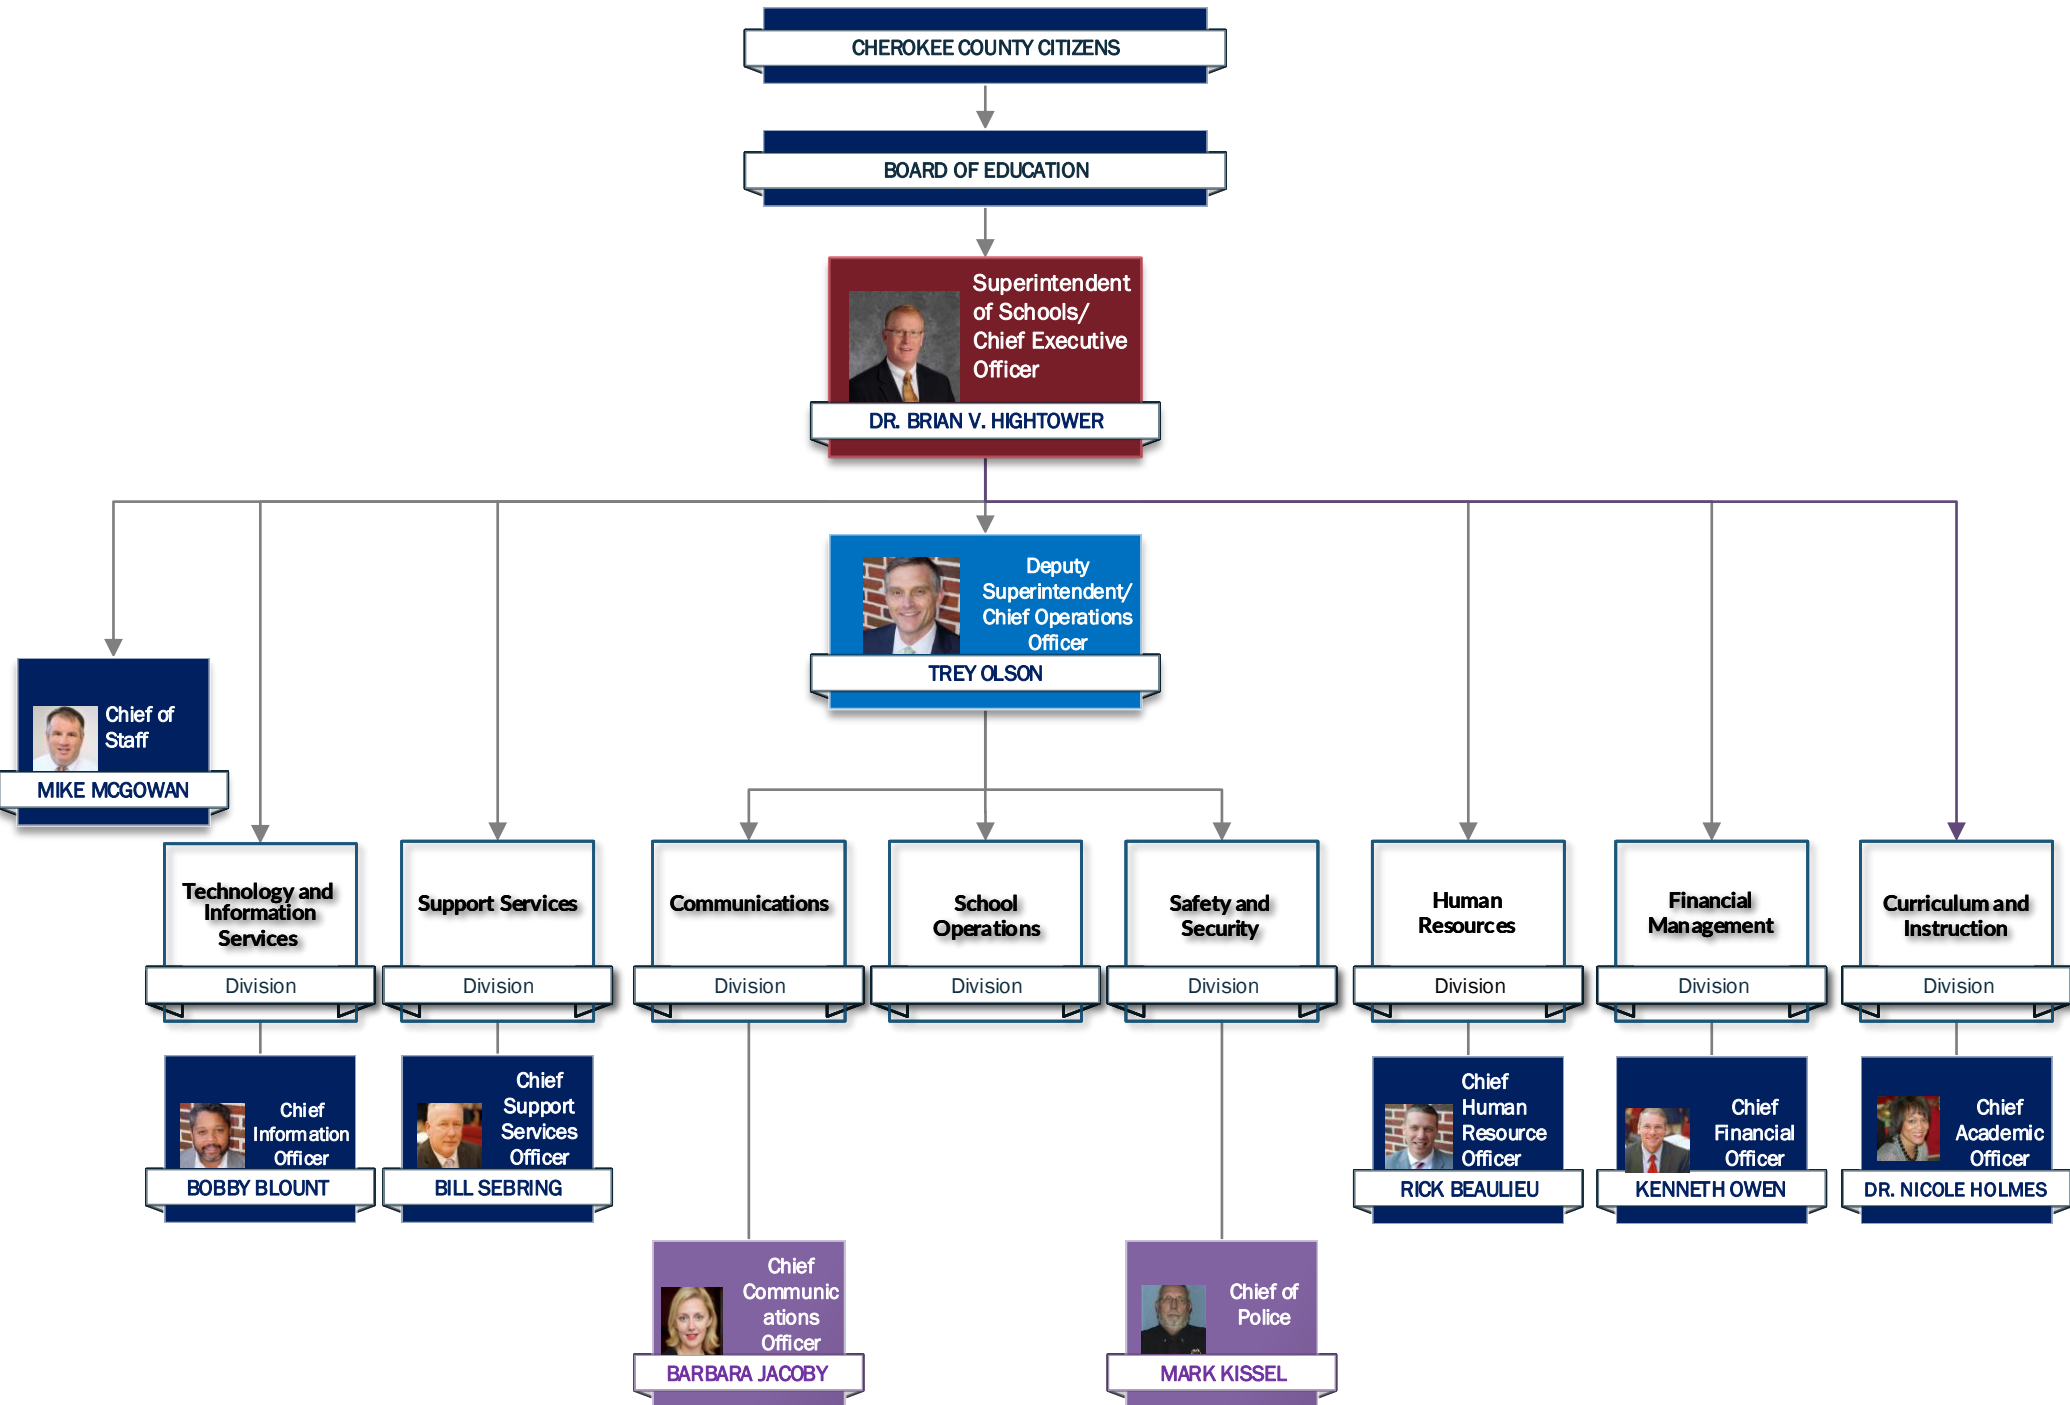 CHEROKEE COUNTY CITIZENS
BOARD OF EDUCATION
Superintendent
of Schools/
Chief Executive
Officer
DR. BRIAN V. HIGHTOWER
Deputy
Superintendent/
Chief Operations
Officer
TREY OLSON
Chief of
Staff
MIKE MCGOWAN
Technology and
Information
Services
Division
Support Services
Division
Communications
Division
School
Operations
Division
Safety and
Security
Division
Human
Resources
Division
Financial
Management
Division
Curriculum and
Instruction
Division
Chief
Information
Officer
BOBBY BLOUNT
Chief
Support
Services
Officer
BILL SEBRING
Chief
Human
Resource
Officer
RICK BEAULIEU
Chief
Financial
Officer
KENNETH OWEN
Chief
Academic
Officer
DR. NICOLE HOLMES
Chief
Communic
ations
Officer
BARBARA JACOBY
Chief of
Police
MARK KISSEL